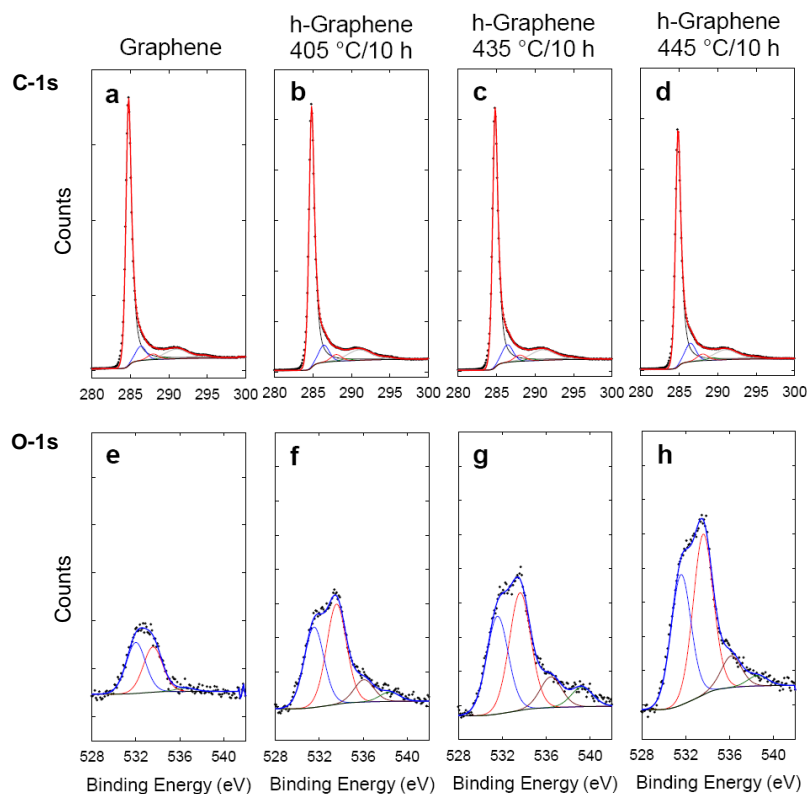 Graphene
h-Graphene
405 °C/10 h
h-Graphene
435 °C/10 h
h-Graphene
445 °C/10 h
C-1s
a
b
c
d
Counts
280 285 290 295 300
280 285 290 295 300
280 285 290 295 300
280 285 290 295 300
O-1s
e
f
g
h
Counts
528 532 536 540
528 532 536 540
528 532 536 540
528 532 536 540
Binding Energy (eV)
Binding Energy (eV)
Binding Energy (eV)
Binding Energy (eV)